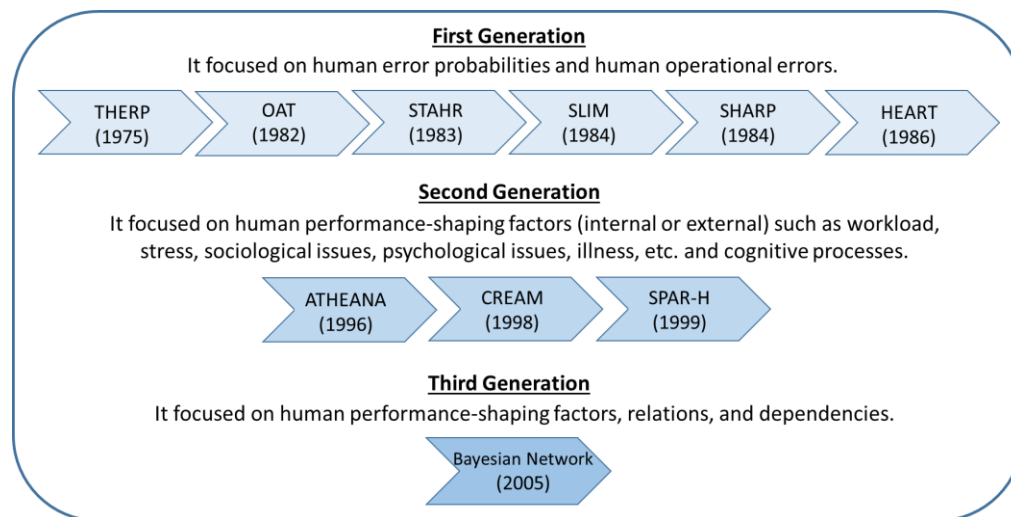 First Generation
It focused on human error probabilities and human operational errors.
THERP OAT STAHR SLIM SHARP HEART
(1975) (1982) (1983) (1984) (1984) (1986)
Second Generation
It focused on human performance-shaping factors (internal or external) such as workload,
stress, sociological issues, psychological issues, illness, etc. and cognitive processes.
ATHEANA CREAM SPAR-H
(1996) (1998) (1999)
Third Generation
It focused on human performance-shaping factors, relations, and dependencies.
Bayesian Network
(2005)